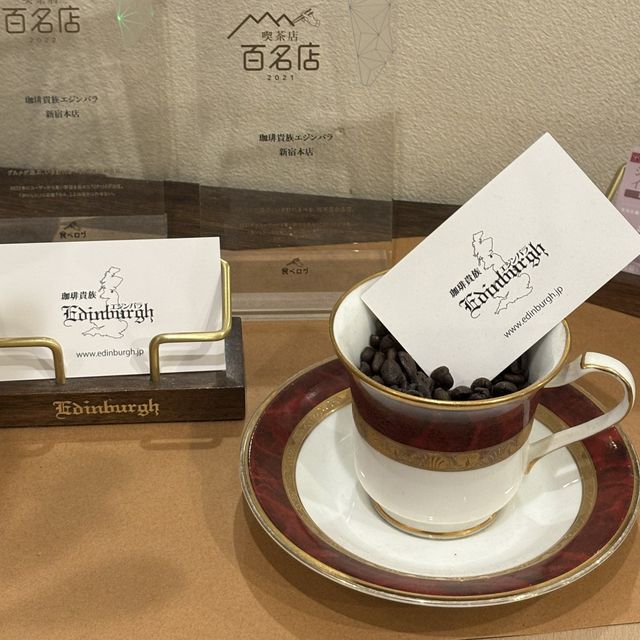 百名店
2022
珈琲貴族エジンバラ
新宿本店
食べログ
喫茶店
百名店
2021
珈琲貴族エジンバラ
新宿本店
食べログ
珈琲貴族
エジンバラ
Edinburgh
www.edinburgh.jp
Edinburgh
珈琲貴族
エジンバラ
Edinburgh
www.edinburgh.jp